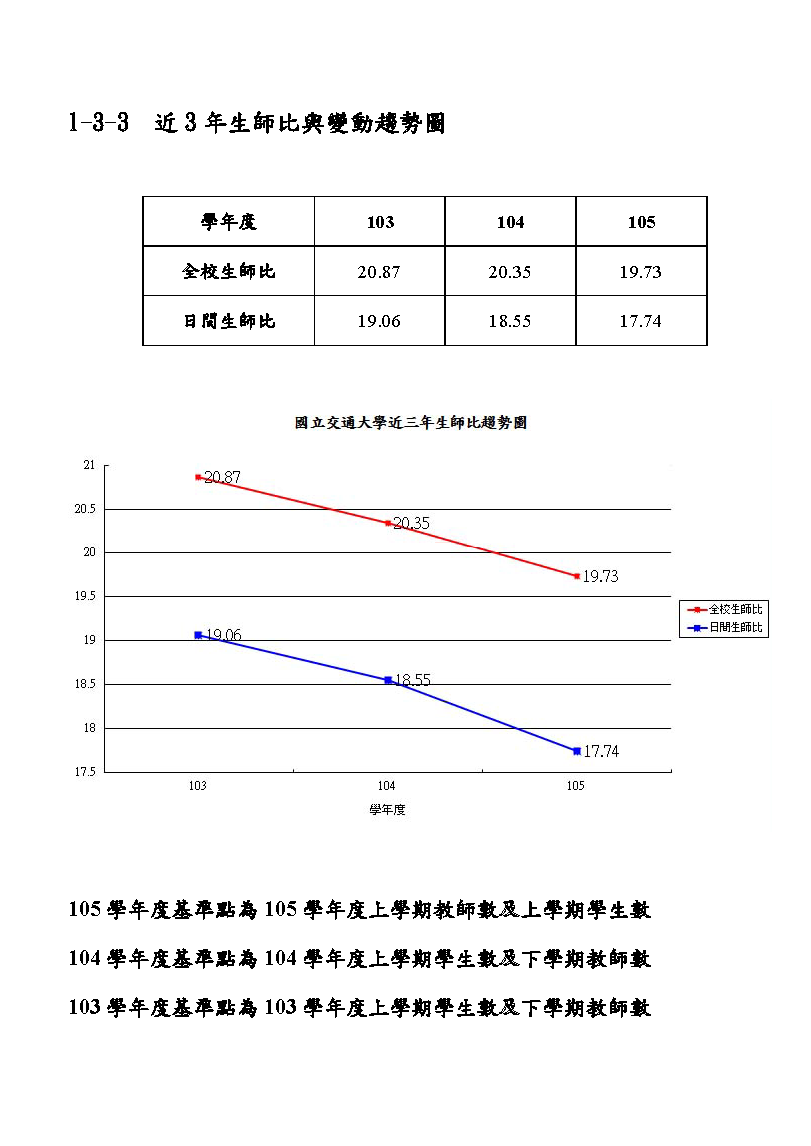 1-3-3 近 3 年生師比與變動趨勢圖
學年度 103 104 105
全校生師比 20.87 20.35 19.73
日間生師比 19.06 18.55 17.74
國立交通大學近三年生師比趨勢圖
21
20.5
20
19.5
19
18.5
18
17.5
20.87
20.35
19.73
19.06
18.55
17.74
全校生師比
日間生師比
103 104 105
學年度
105 學年度基準點為 105 學年度上學期教師數及上學期學生數
104 學年度基準點為 104 學年度上學期學生數及下學期教師數
103 學年度基準點為 103 學年度上學期學生數及下學期教師數